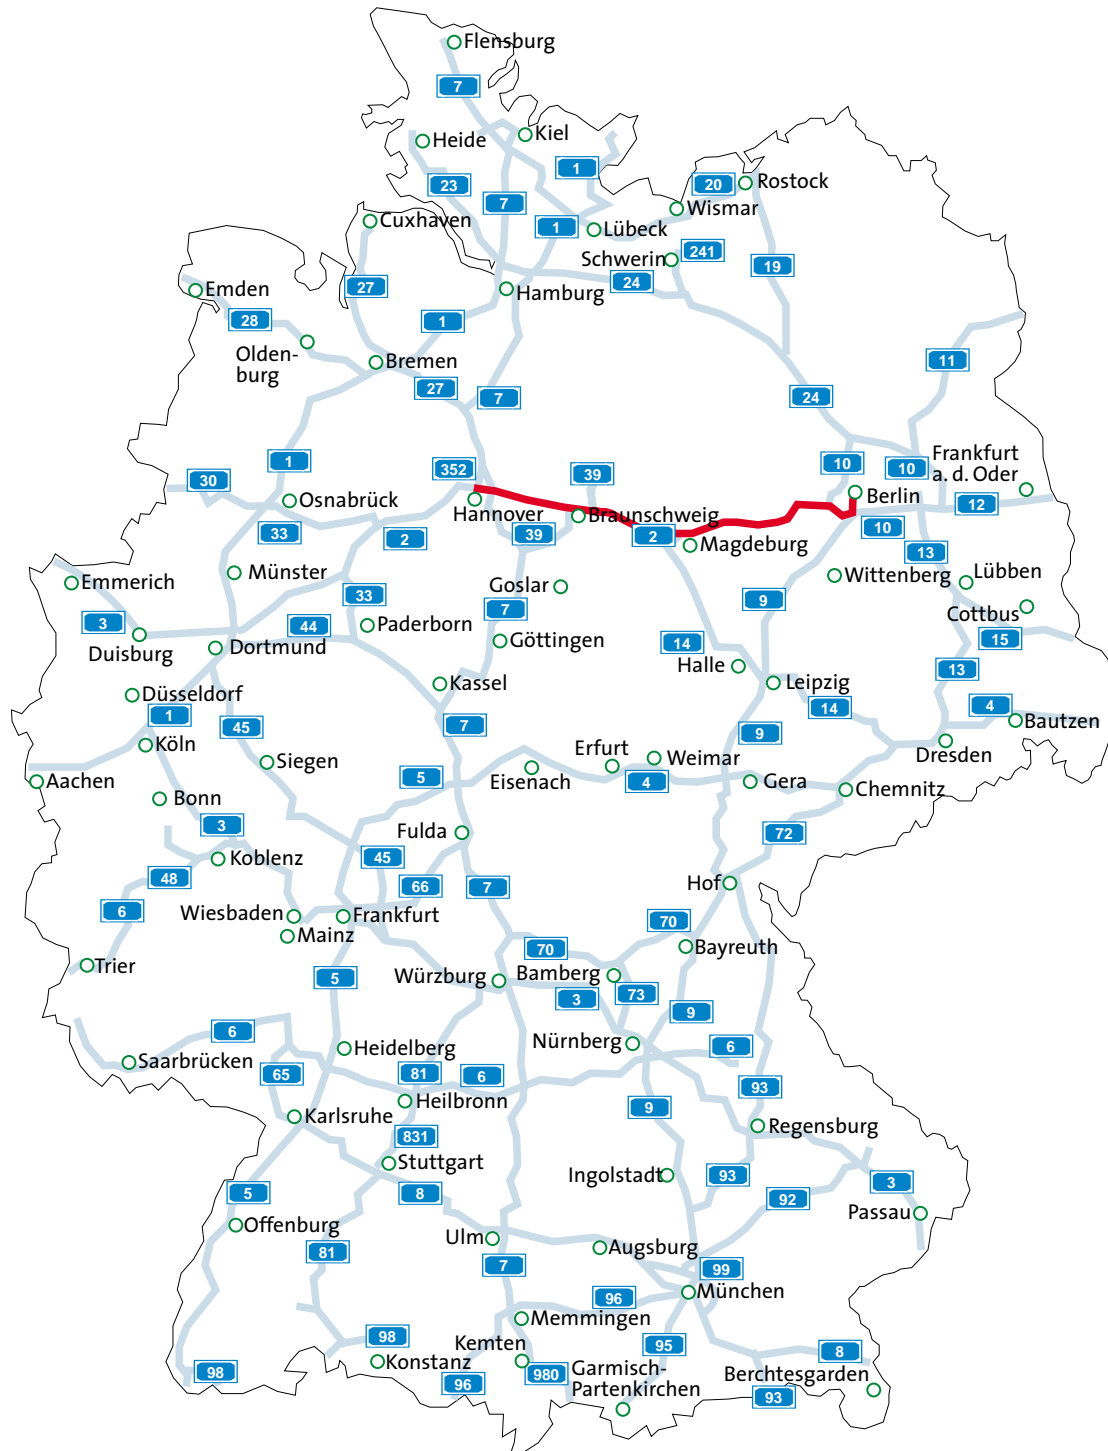 Flensburg
7
Heide
Kiel
1
23
20
Rostock
7
Wismar
Cuxhaven
1
Lübeck
241
Schwerin
19
24
27
Emden
Hamburg
28
1
Olden-
burg
Bremen
11
27
7
24
352
1
39
10
10
Frankfurt
a. d. Oder
30
Osnabrück
Hannover
Berlin
12
Braunschweig
33
2
39
2
10
Magdeburg
13
Emmerich
Münster
Goslar
Wittenberg
Lübben
33
9
3
44
Paderborn
7
Cottbus
Duisburg
Dortmund
Göttingen
14
15
Halle
13
Düsseldorf
Kassel
Leipzig
1
45
7
14
4
Bautzen
Köln
9
Siegen
Erfurt
Weimar
Dresden
Aachen
5
Eisenach
4
Gera
Chemnitz
Bonn
3
Fulda
72
Koblenz
45
48
66
7
Hof
6
Wiesbaden
Frankfurt
70
Mainz
70
Bayreuth
Trier
5
Würzburg
Bamberg
3
73
9
6
Nürnberg
6
Saarbrücken
Heidelberg
65
81
6
93
Heilbronn
9
Karlsruhe
831
Regensburg
Stuttgart
Ingolstadt
93
5
8
92
3
Offenburg
Passau
81
Ulm
Augsburg
7
99
München
96
Memmingen
98
Kemten
95
8
98
Konstanz
96
980
Garmisch-
Partenkirchen
Berchtesgarden
93